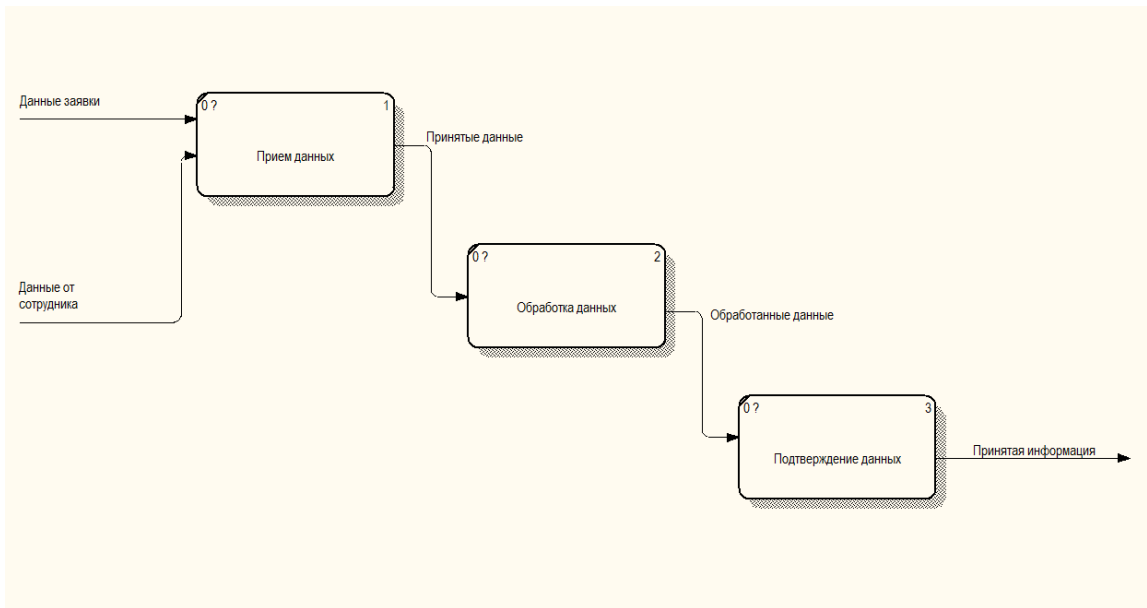 Данные заявки
0 ?
1
Прием данных
Принятые данные
Данные от
сотрудника
0 ?
2
Обработка данных
Обработанные данные
0 ?
3
Подтверждение данных
Принятая информация